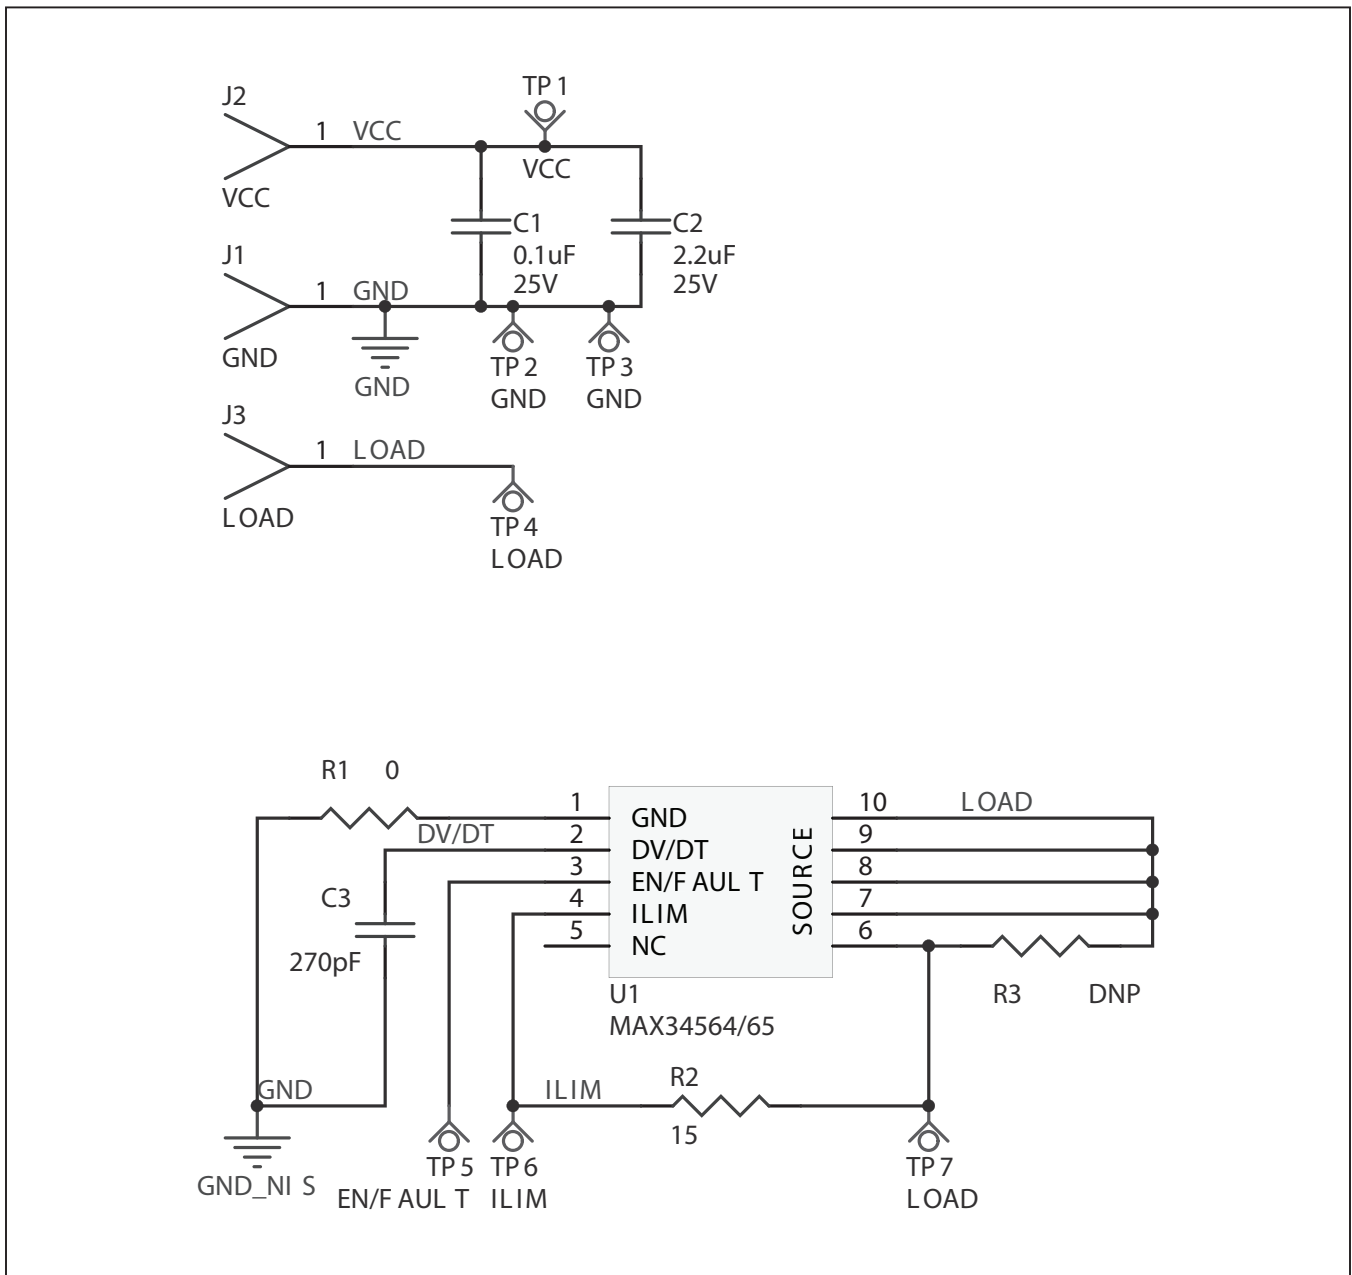 TP1
J2
1 VCC
VCC
VCC
C1
0.1uF
25V
C2
2.2uF
25V
J1
1 GND
GND
GND
TP2
GND
TP3
GND
J3
1 LOAD
LOAD
TP4
LOAD
R1 0
DV/DT
C3
270pF
GND
GND_NI S
1 GND
2 DV/DT
3 EN/F AUL T
4 ILIM
5 NC
SOURCE
10 LOAD
9
8
7
6
U1
MAX34564/65
R3 DNP
ILIM
R2
15
TP5
EN/F AUL T
TP6
ILIM
TP7
LOAD